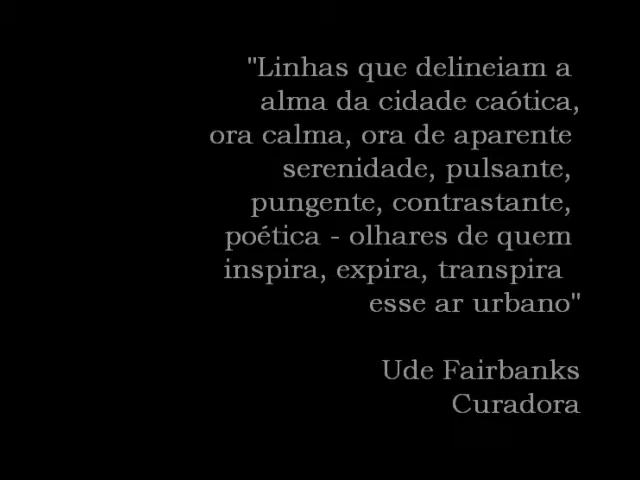 "Linhas que delineiam a
alma da cidade caótica,
ora calma, ora de aparente
serenidade, pulsante,
pungente, contrastante,
poética - olhares de quem
inspira, expira, transpira
esse ar urbano"
Ude Fairbanks
Curadora